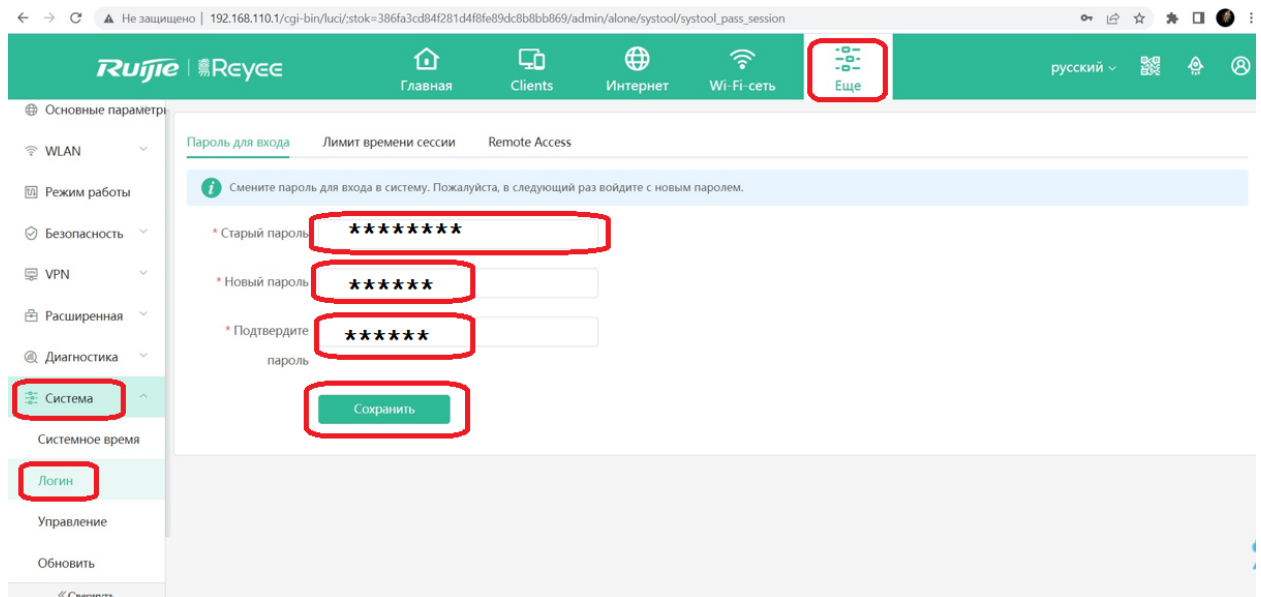 Не защищено | 192.168.110.1/cgi-bin/luci/;stok=386fa3cd84f281d4f8fe89dc8b8bb869/admin/alone/systool/systool_pass_session
Ruijie | Reyee
Главная
Clients
Интернет
Wi-Fi-сеть
Еще
русский
Основные параметры
WLAN
Режим работы
Безопасность
VPN
Расширенная
Диагностика
Система
Системное время
Логин
Управление
Обновить
« Свернуть
Пароль для входа Лимит времени сессии Remote Access
Смените пароль для входа в систему. Пожалуйста, в следующий раз войдите с новым паролем.
* Старый пароль ********
* Новый пароль ******
* Подтвердите ******
пароль
Сохранить